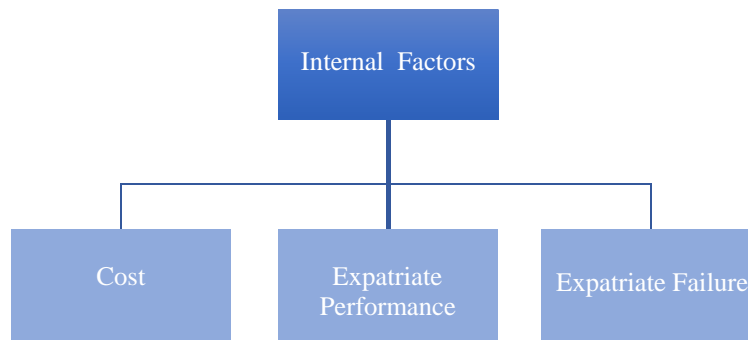 Internal Factors
Cost
Expatriate
Performance
Expatriate Failure